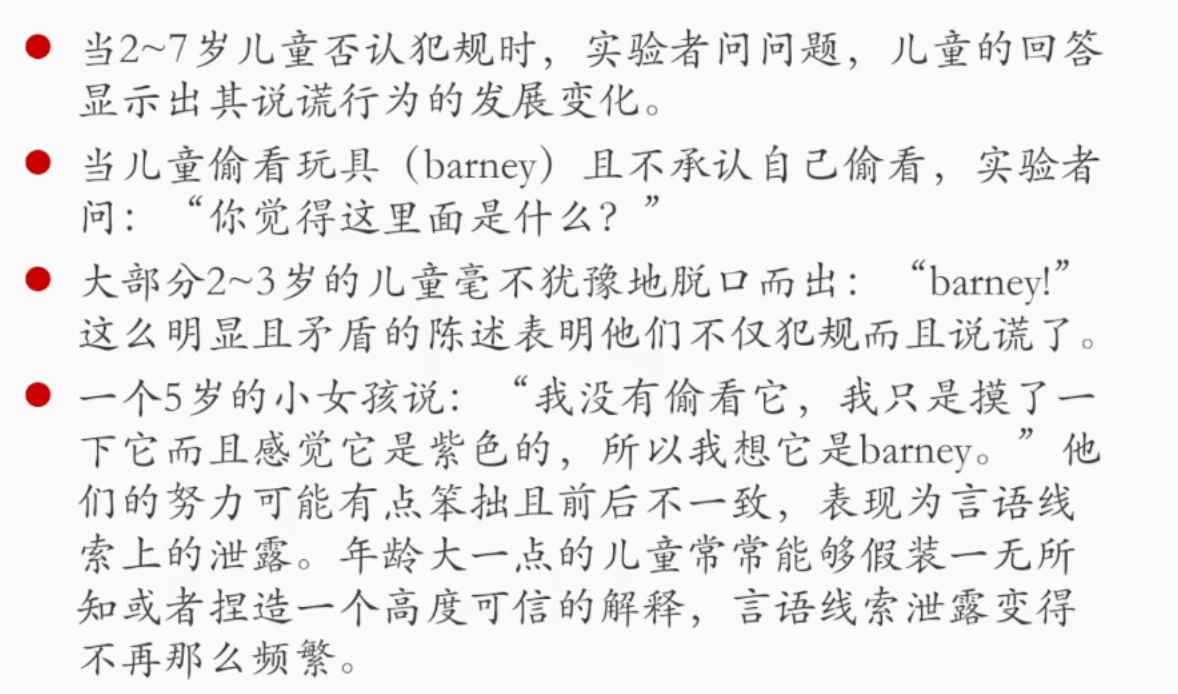 当2~7岁儿童否认犯规时，实验者问问题，儿童的回答
显示出其说谎行为的发展变化。
当儿童偷看玩具（barney）且不承认自己偷看，实验者
问：“你觉得这里面是什么？”
大部分2~3岁的儿童毫不犹豫地脱口而出：“barney!”
这么明显且矛盾的陈述表明他们不仅犯规而且说谎了。
一个5岁的小女孩说：“我没有偷看它，我只是摸了一
下它而且感觉它是紫色的，所以我想它是barney。”他
们的努力可能有点笨拙且前后不一致，表现为言语线
索上的泄露。年龄大一点的儿童常常能够假装一无所
知或者捏造一个高度可信的解释，言语线索泄露变得
不再那么频繁。